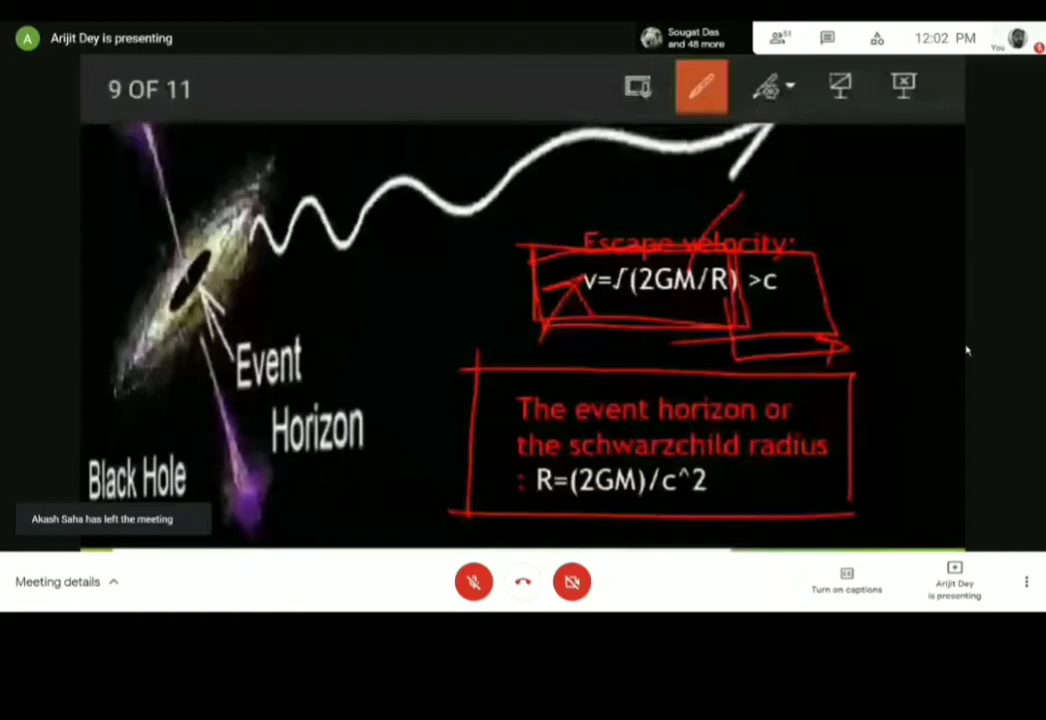 A
Arijit Dey is presenting
Sougat Das
and 48 more
51
12:02 PM
You
9 OF 11
Escape velocity:
v=√(2GM/R) >c
Event
Horizon
The event horizon or
the schwarzchild radius
: R=(2GM)/c^2
Black Hole
Akash Saha has left the meeting
Meeting details
Turn on captions
Arijit Dey
is presenting